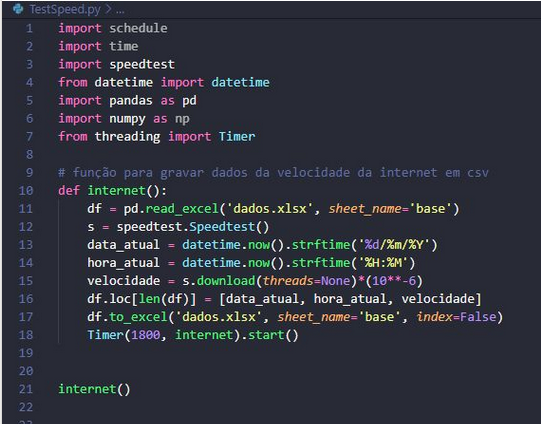 TestSpeed.py > ...
1 import schedule
2 import time
3 import speedtest
4 from datetime import datetime
5 import pandas as pd
6 import numpy as np
7 from threading import Timer
8
9 # função para gravar dados da velocidade da internet em csv
10 def internet():
11     df = pd.read_excel('dados.xlsx', sheet_name='base')
12     s = speedtest.Speedtest()
13     data_atual = datetime.now().strftime('%d/%m/%Y')
14     hora_atual = datetime.now().strftime('%H:%M')
15     velocidade = s.download(threads=None)*(10**-6)
16     df.loc[len(df)] = [data_atual, hora_atual, velocidade]
17     df.to_excel('dados.xlsx', sheet_name='base', index=False)
18     Timer(1800, internet).start()
19
20
21 internet()
22